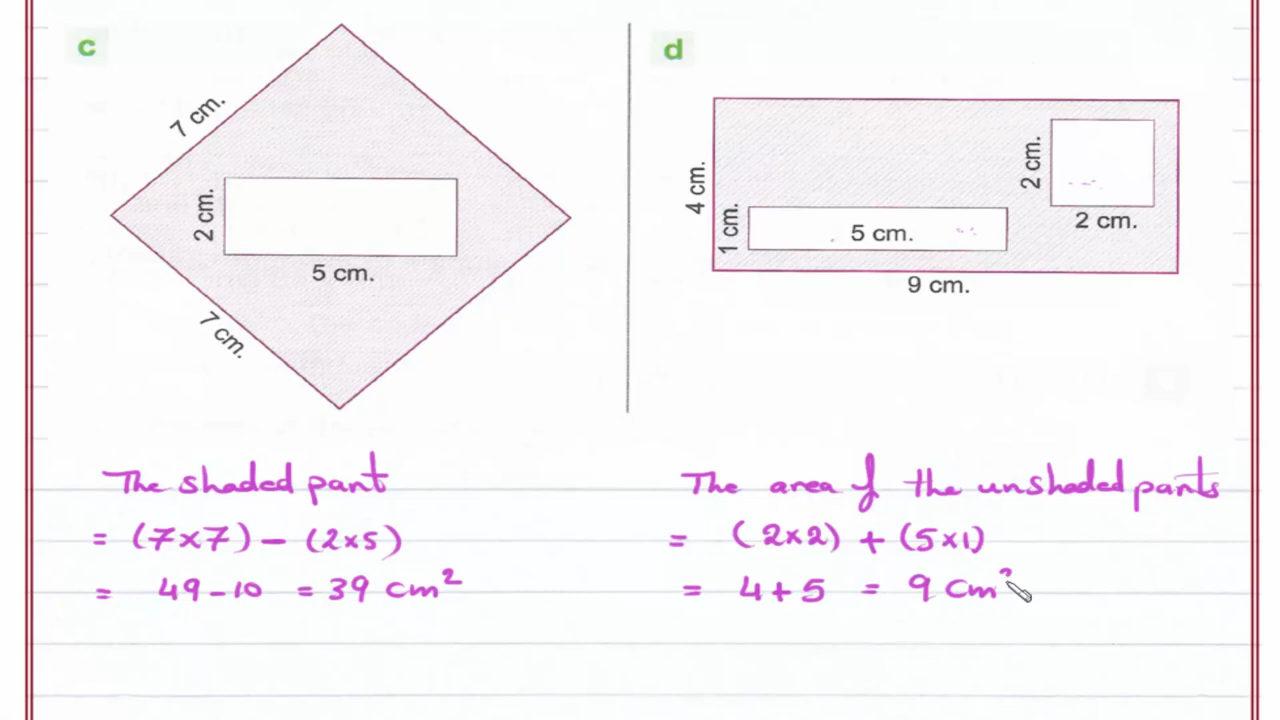 c
7 cm.
2 cm.
5 cm.
7 cm.
d
4 cm.
1 cm.
5 cm.
2 cm.
2 cm.
9 cm.
The shaded part
= (7×7) − (2×5)
= 49 − 10 = 39 cm²
The area of the unshaded parts
= (2×2) + (5×1)
= 4 + 5 = 9 cm²